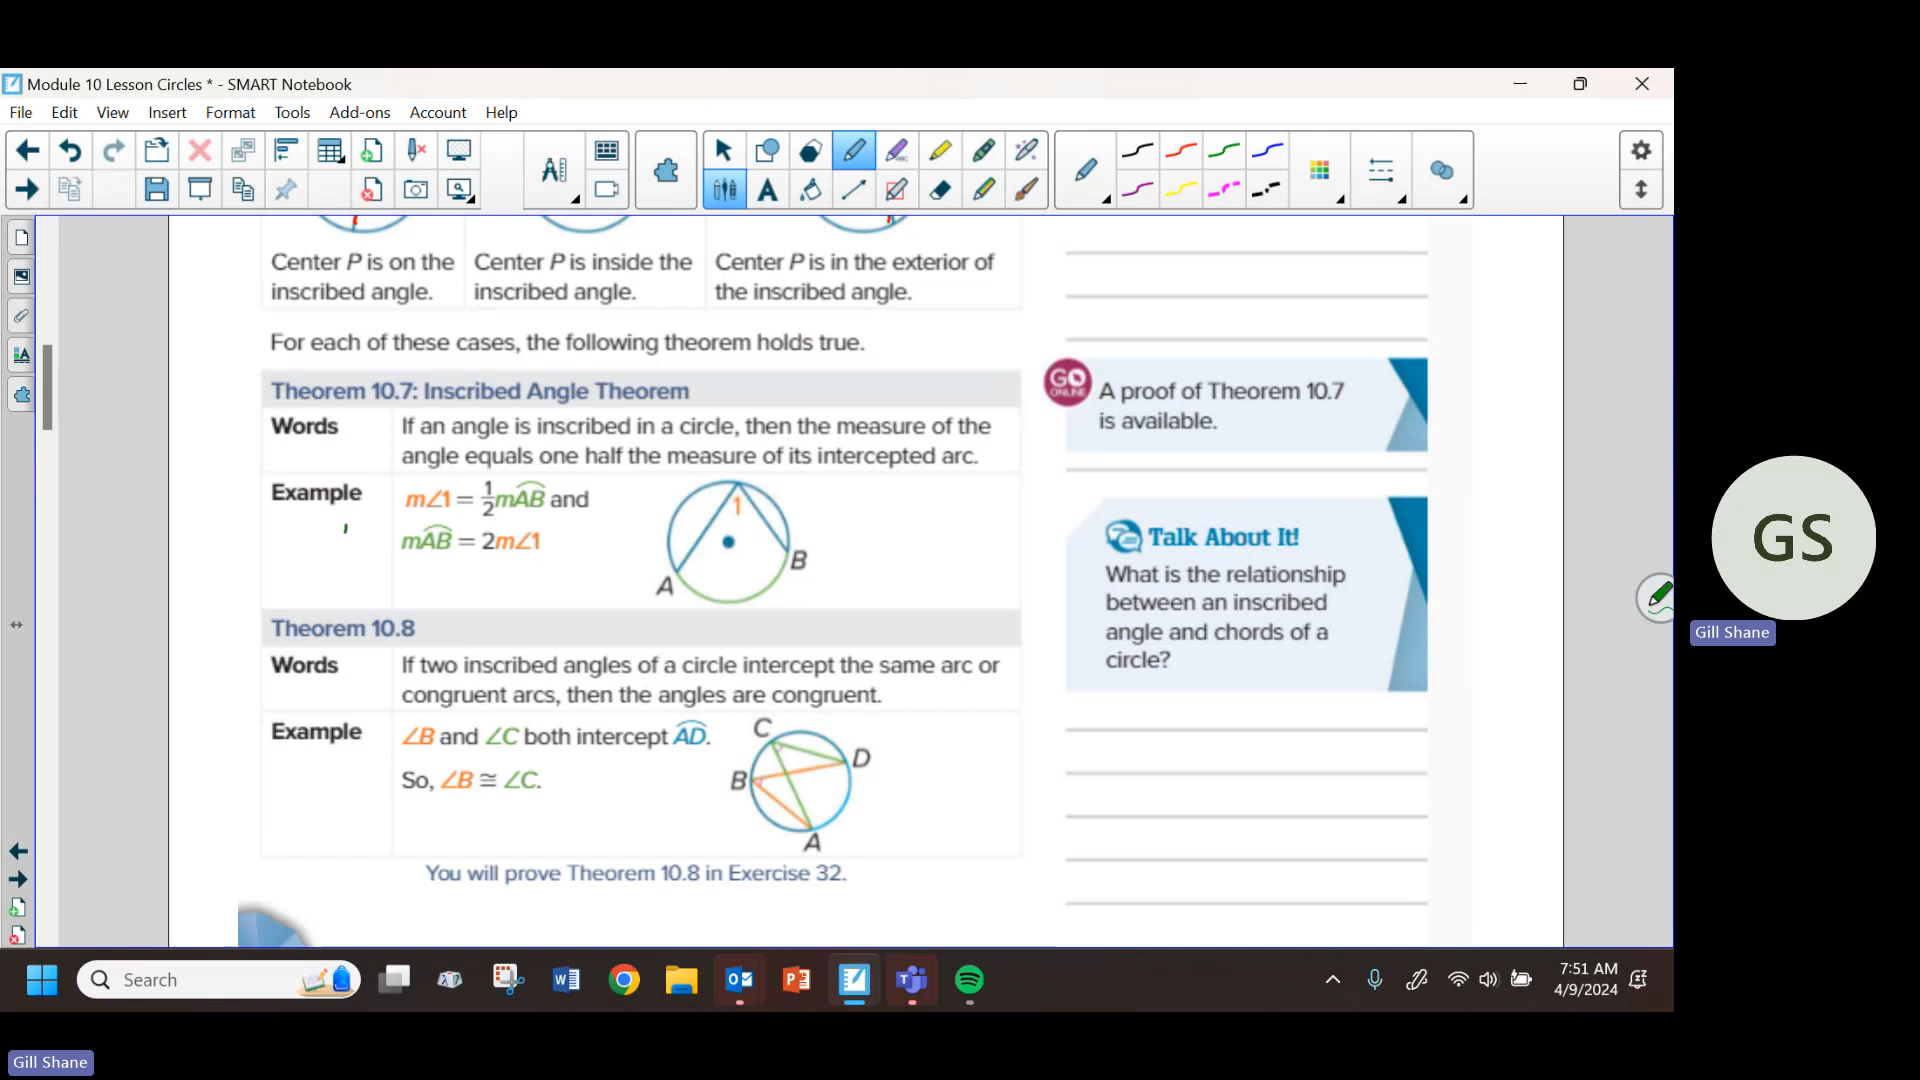 Module 10 Lesson Circles * - SMART Notebook
File Edit View Insert Format Tools Add-ons Account Help
Center P is on the inscribed angle.
Center P is inside the inscribed angle.
Center P is in the exterior of the inscribed angle.
For each of these cases, the following theorem holds true.
Theorem 10.7: Inscribed Angle Theorem
Words
If an angle is inscribed in a circle, then the measure of the
angle equals one half the measure of its intercepted arc.
Example
m∠1 = 1/2 mAB and
mAB = 2m∠1
1
A
B
Theorem 10.8
Words
If two inscribed angles of a circle intercept the same arc or
congruent arcs, then the angles are congruent.
Example
∠B and ∠C both intercept AD.
So, ∠B ≅ ∠C.
C
D
B
A
You will prove Theorem 10.8 in Exercise 32.
GO
ONLINE
A proof of Theorem 10.7
is available.
Talk About It!
What is the relationship
between an inscribed
angle and chords of a
circle?
GS
Gill Shane
Search
7:51 AM
4/9/2024
Gill Shane